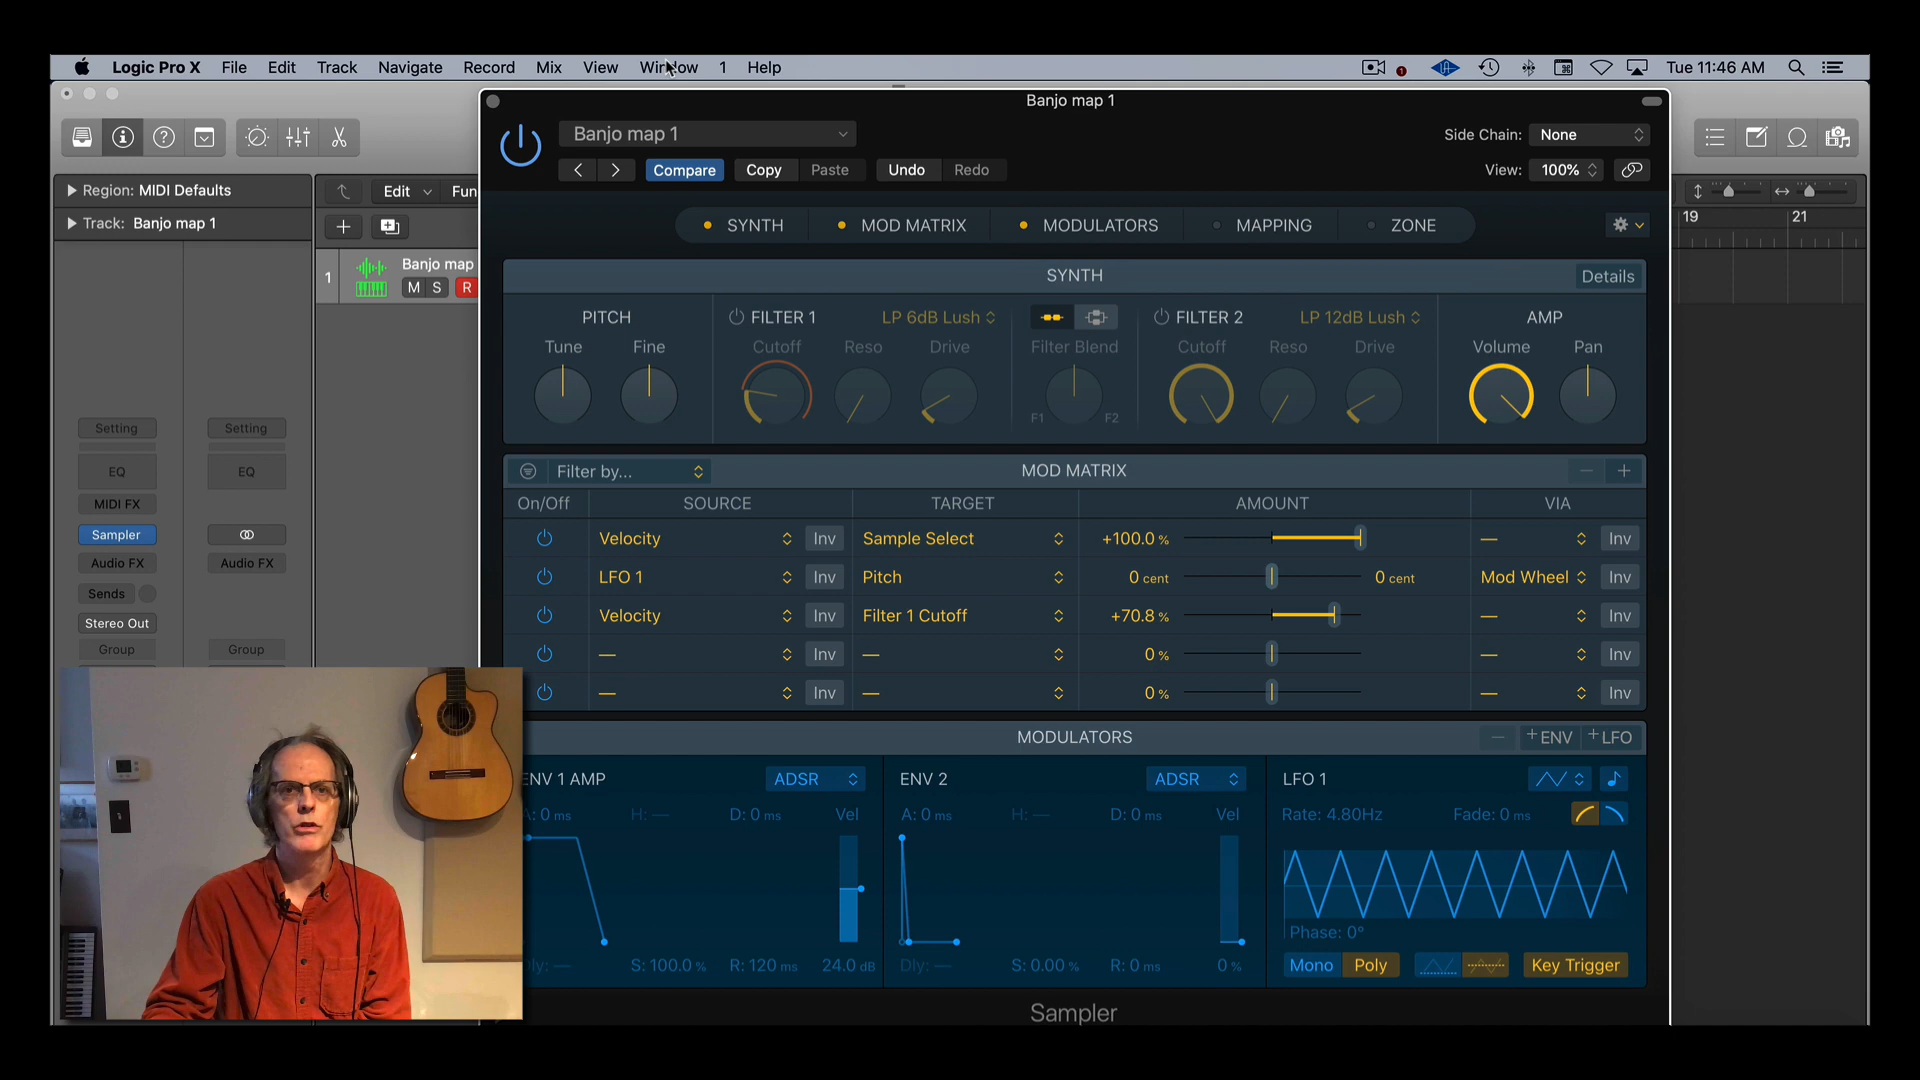 Logic Pro X File Edit Track Navigate Record Mix View Window 1 Help
1 Tue 11:46 AM
Banjo map 1
Banjo map 1 Side Chain: None
Compare Copy Paste Undo Redo View: 100%
Region: MIDI Defaults
Edit Fun
Track: Banjo map 1
19 21
SYNTH MOD MATRIX MODULATORS MAPPING ZONE
1 Banjo map
M S R
SYNTH Details
PITCH FILTER 1 LP 6dB Lush FILTER 2 LP 12dB Lush AMP
Tune Fine Cutoff Reso Drive Filter Blend Cutoff Reso Drive Volume Pan
F1 F2
Setting Setting
EQ EQ
MIDI FX
Sampler
Audio FX Audio FX
Sends
Stereo Out
Group Group
Filter by... MOD MATRIX
On/Off SOURCE TARGET AMOUNT VIA
Velocity Inv Sample Select +100.0 % — Inv
LFO 1 Inv Pitch 0 cent 0 cent Mod Wheel Inv
Velocity Inv Filter 1 Cutoff +70.8 % — Inv
— Inv — 0 % — Inv
— Inv — 0 % — Inv
MODULATORS +ENV +LFO
ENV 1 AMP ADSR ENV 2 ADSR LFO 1
A: 0 ms H: — D: 0 ms Vel A: 0 ms H: — D: 0 ms Vel Rate: 4.80Hz Fade: 0 ms
Phase: 0°
Dly: — S: 100.0 % R: 120 ms 24.0 dB Dly: — S: 0.00 % R: 0 ms 0 % Mono Poly Key Trigger
Sampler